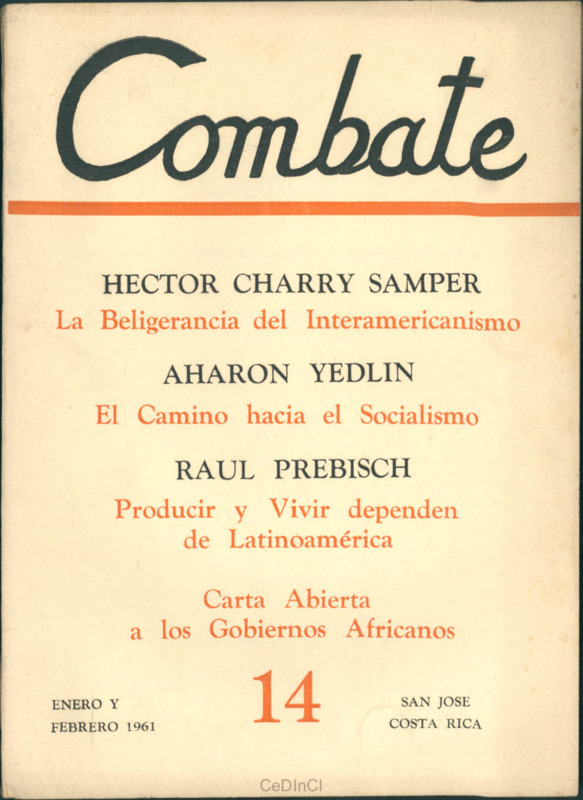 Combate
HECTOR CHARRY SAMPER
La Beligerancia del Interamericanismo
AHARON YEDLIN
El Camino hacia el Socialismo
RAUL PREBISCH
Producir y Vivir dependen
de Latinoamérica
Carta Abierta
a los Gobiernos Africanos
ENERO Y
FEBRERO 1961
14
SAN JOSE
COSTA RICA
CeDInCI